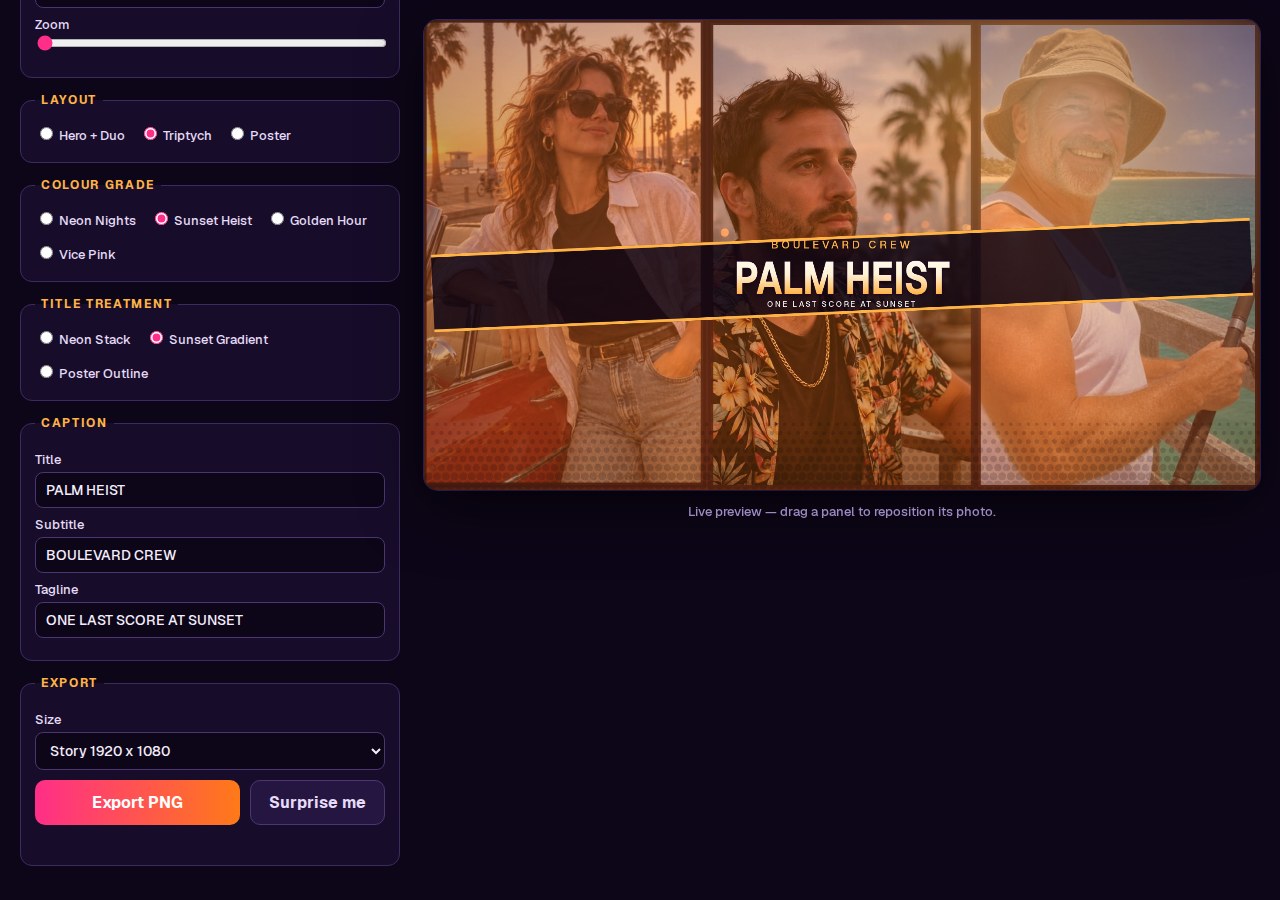 Zoom
LAYOUT
Hero + Duo
Triptych
Poster
COLOUR GRADE
Neon Nights
Sunset Heist
Golden Hour
Vice Pink
TITLE TREATMENT
Neon Stack
Sunset Gradient
Poster Outline
CAPTION
Title
PALM HEIST
Subtitle
BOULEVARD CREW
Tagline
ONE LAST SCORE AT SUNSET
EXPORT
Size
Story 1920 x 1080
Export PNG
Surprise me
BOULEVARD CREW
PALM HEIST
ONE LAST SCORE AT SUNSET
Live preview — drag a panel to reposition its photo.